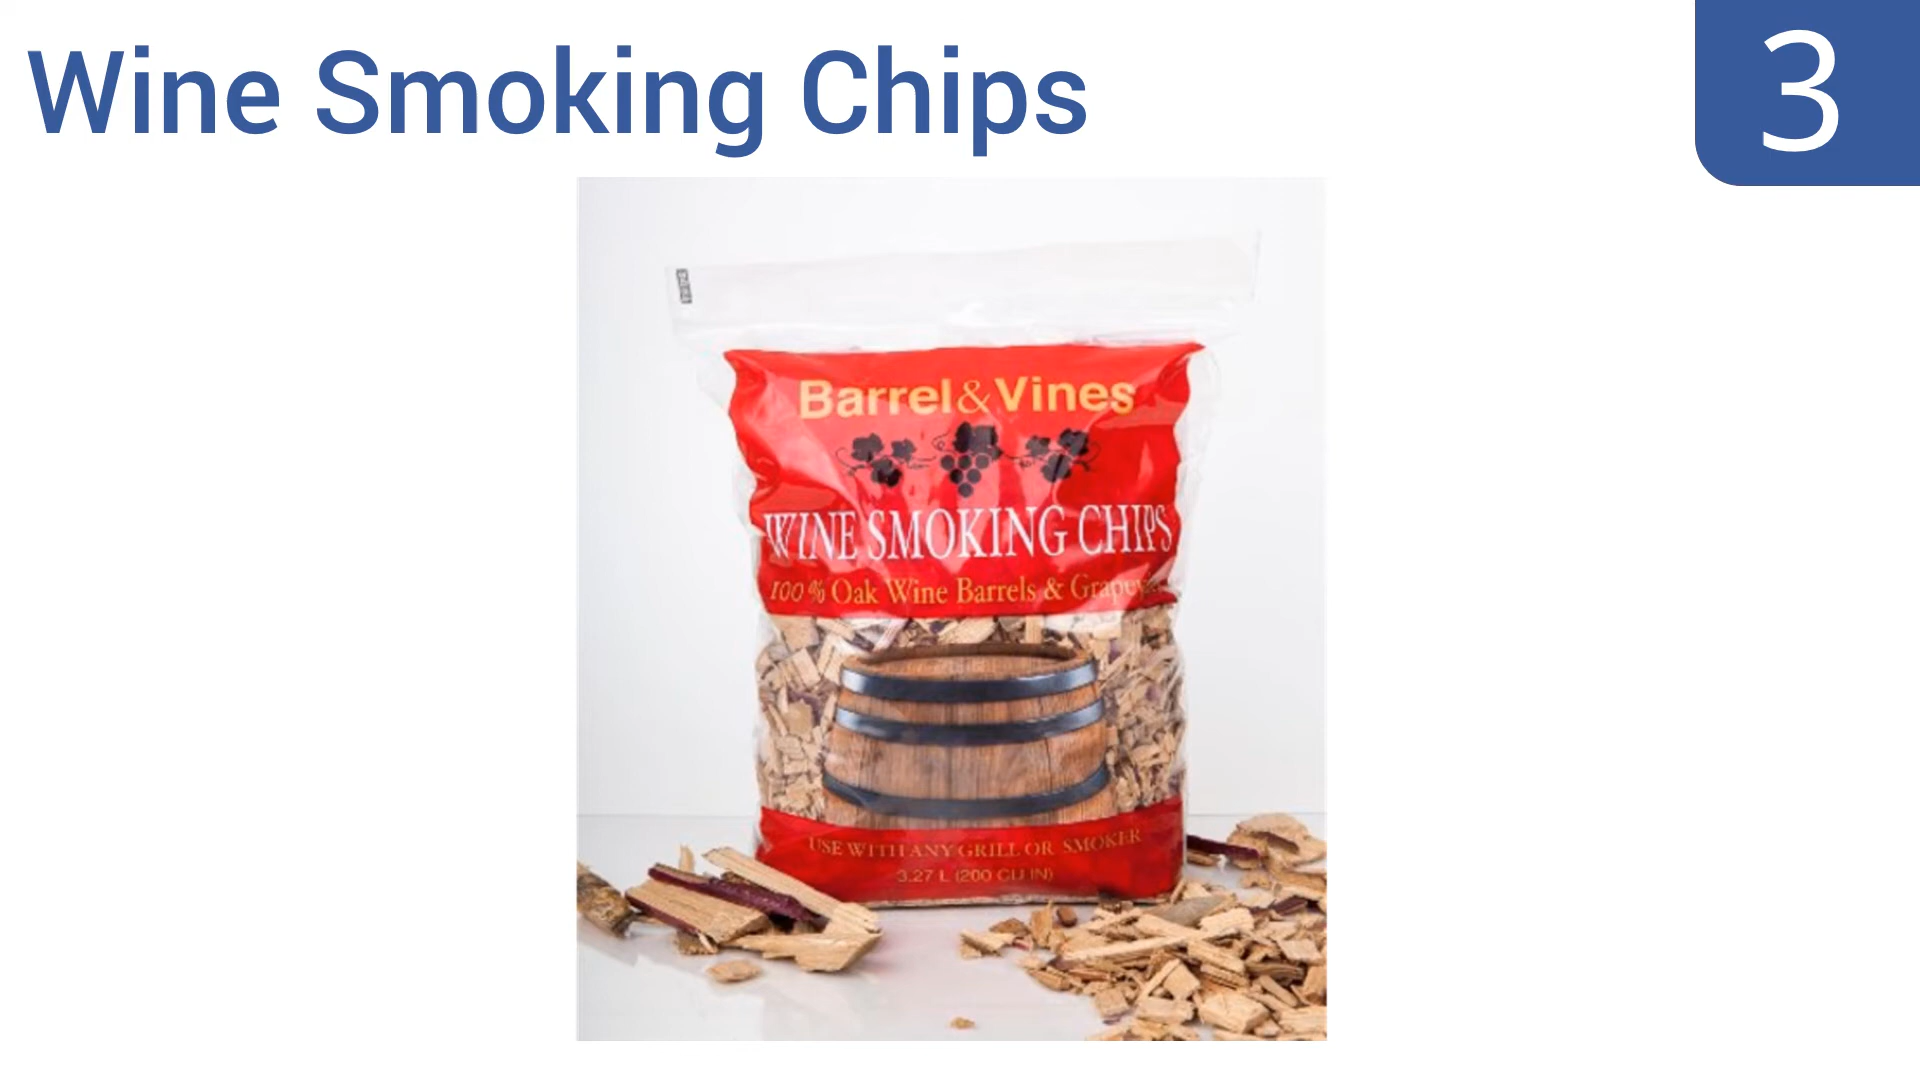 Wine Smoking Chips
3
Barrel&Vines
WINE SMOKING CHIPS
100 % Oak Wine Barrels &
USE WITH ANY GRILL OR SMOKER
3.27 L (200 CU IN)